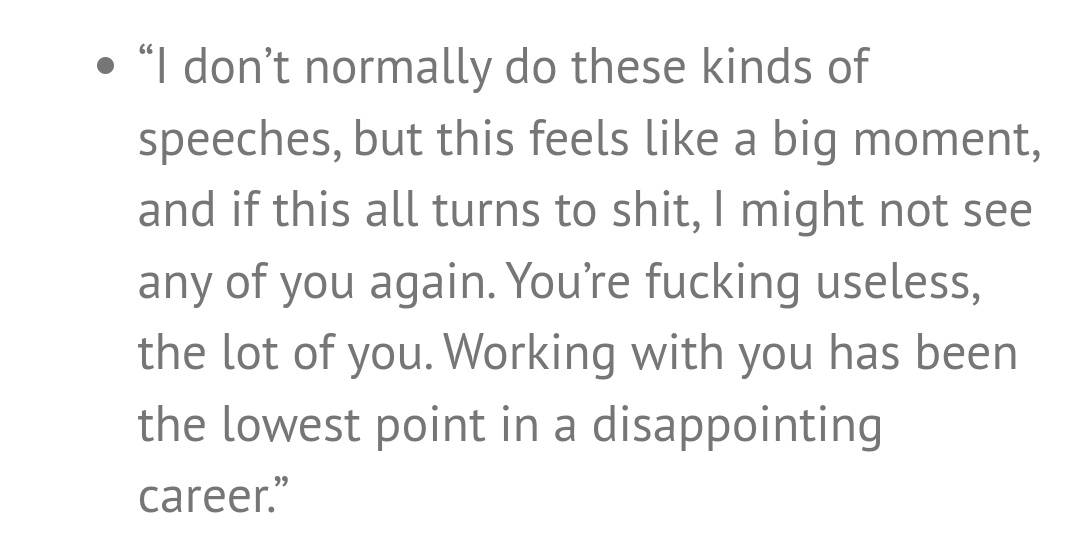 • “I don’t normally do these kinds of
speeches, but this feels like a big moment,
and if this all turns to shit, I might not see
any of you again. You’re fucking useless,
the lot of you. Working with you has been
the lowest point in a disappointing
career.”